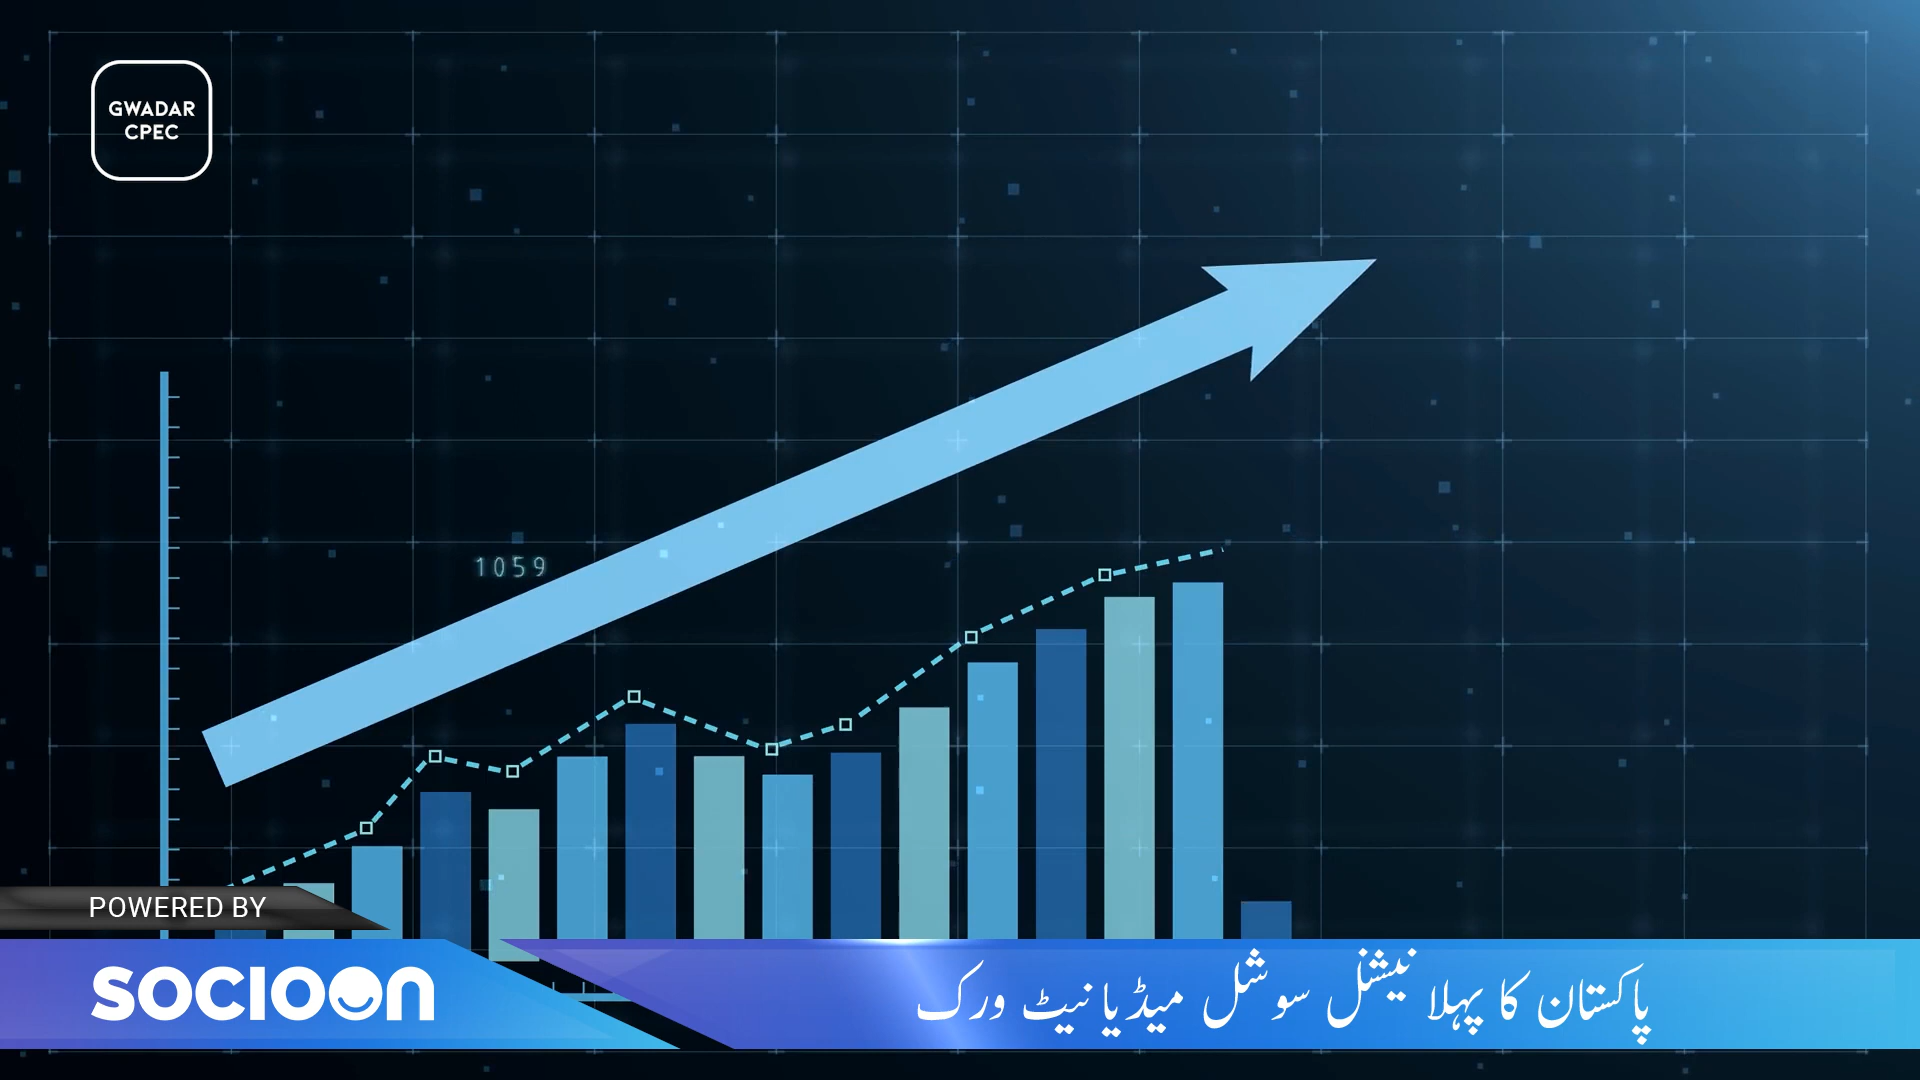 GWADAR
CPEC
1059
POWERED BY
SOCIOON
پاکستان کا پہلا نیشنل سوشل میڈیا نیٹ ورک